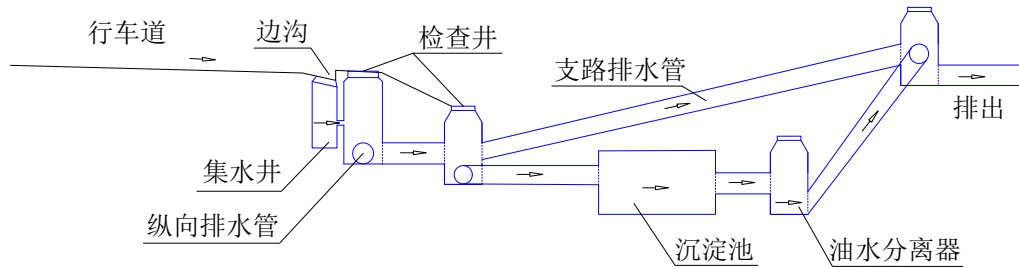 行车道
边沟
检查井
支路排水管
排出
集水井
纵向排水管
沉淀池
油水分离器